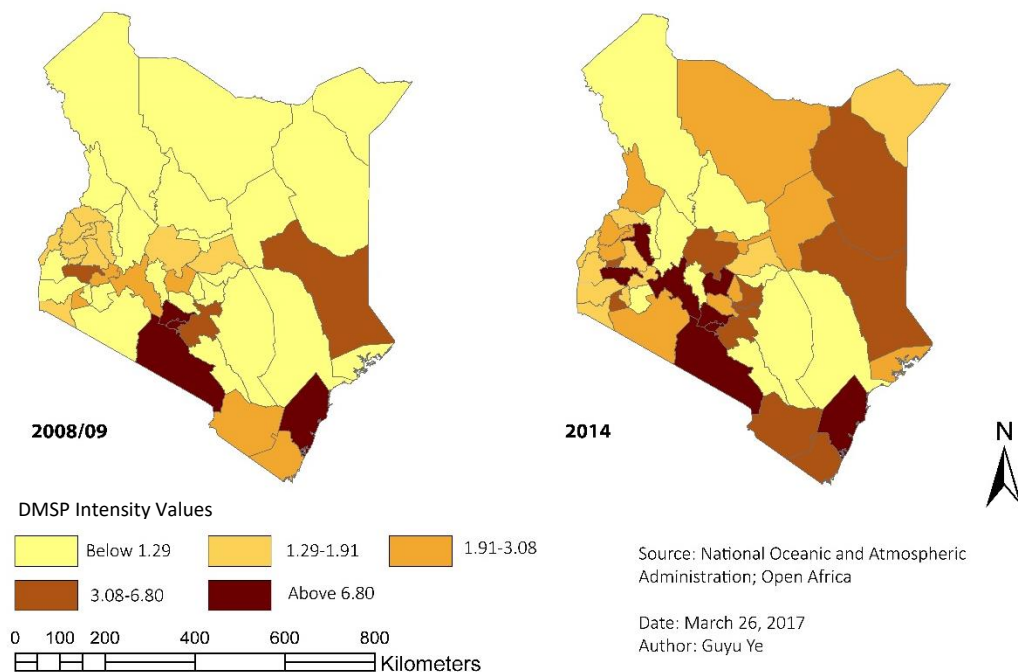 2008/09
2014
N
DMSP Intensity Values
Below 1.29
1.29-1.91
1.91-3.08
3.08-6.80
Above 6.80
0 100 200 400 600 800
Kilometers
Source: National Oceanic and Atmospheric
Administration; Open Africa
Date: March 26, 2017
Author: Guyu Ye